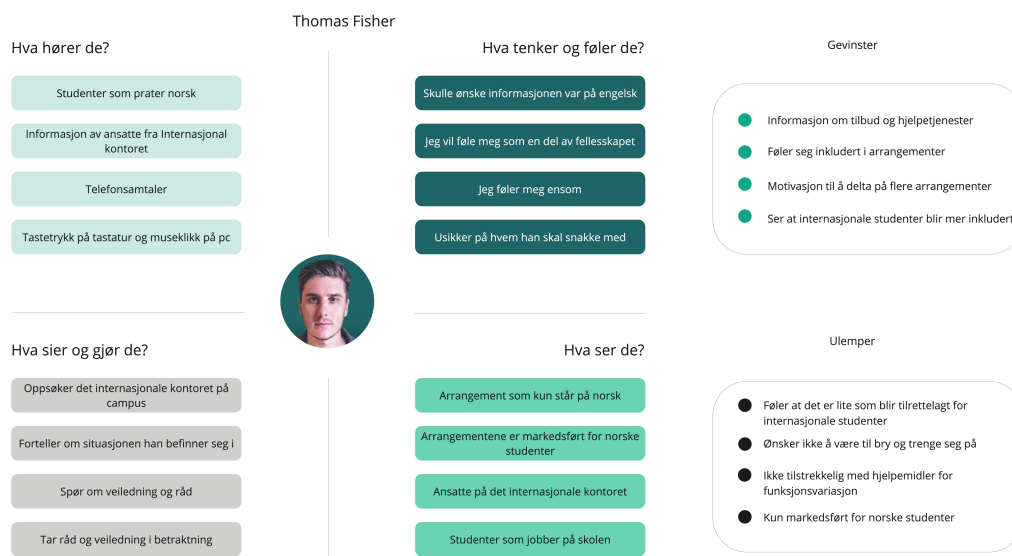 Thomas Fisher
Hva hører de?
Studenter som prater norsk
Informasjon av ansatte fra Internasjonal
kontoret
Telefonsamtaler
Tastetrykk på tastatur og museklikk på pc
Hva tenker og føler de?
Skulle ønske informasjonen var på engelsk
Jeg vil føle meg som en del av fellesskapet
Jeg føler meg ensom
Usikker på hvem han skal snakke med
Gevinster
Informasjon om tilbud og hjelpetjenester
Føler seg inkludert i arrangementer
Motivasjon til å delta på flere arrangementer
Ser at internasjonale studenter blir mer inkludert
Hva sier og gjør de?
Oppsøker det internasjonale kontoret på
campus
Forteller om situasjonen han befinner seg i
Spør om veiledning og råd
Tar råd og veiledning i betraktning
Hva ser de?
Arrangement som kun står på norsk
Arrangementene er markedsført for norske
studenter
Ansatte på det internasjonale kontoret
Studenter som jobber på skolen
Ulemper
Føler at det er lite som blir tilrettelagt for
internasjonale studenter
Ønsker ikke å være til bry og trenge seg på
Ikke tilstrekkelig med hjelpemidler for
funksjonsvariasjon
Kun markedsført for norske studenter